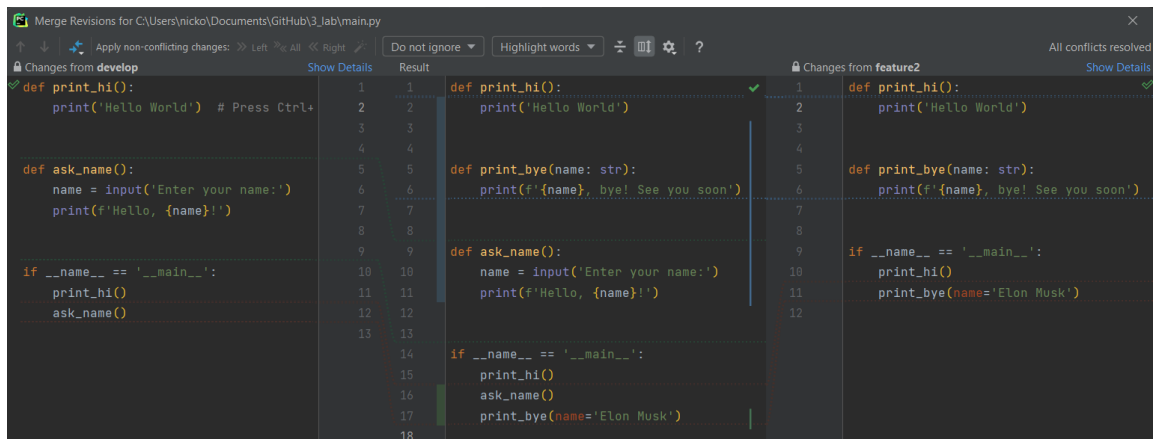 PC Merge Revisions for C:\Users\nicko\Documents\GitHub\3_lab\main.py
Apply non-conflicting changes: Left All Right Do not ignore Highlight words ? All conflicts resolved
Changes from develop Show Details
def print_hi():
    print('Hello World')  # Press Ctrl+
def ask_name():
    name = input('Enter your name:')
    print(f'Hello, {name}!')
if __name__ == '__main__':
    print_hi()
    ask_name()
1
2
3
4
5
6
7
8
9
10
11
12
13
Result
1
2
3
4
5
6
7
8
9
10
11
12
13
14
15
16
17
18
def print_hi():
    print('Hello World')
def print_bye(name: str):
    print(f'{name}, bye! See you soon')
def ask_name():
    name = input('Enter your name:')
    print(f'Hello, {name}!')
if __name__ == '__main__':
    print_hi()
    ask_name()
    print_bye(name='Elon Musk')
Changes from feature2 Show Details
1
2
3
4
5
6
7
8
9
10
11
12
def print_hi():
    print('Hello World')
def print_bye(name: str):
    print(f'{name}, bye! See you soon')
if __name__ == '__main__':
    print_hi()
    print_bye(name='Elon Musk')